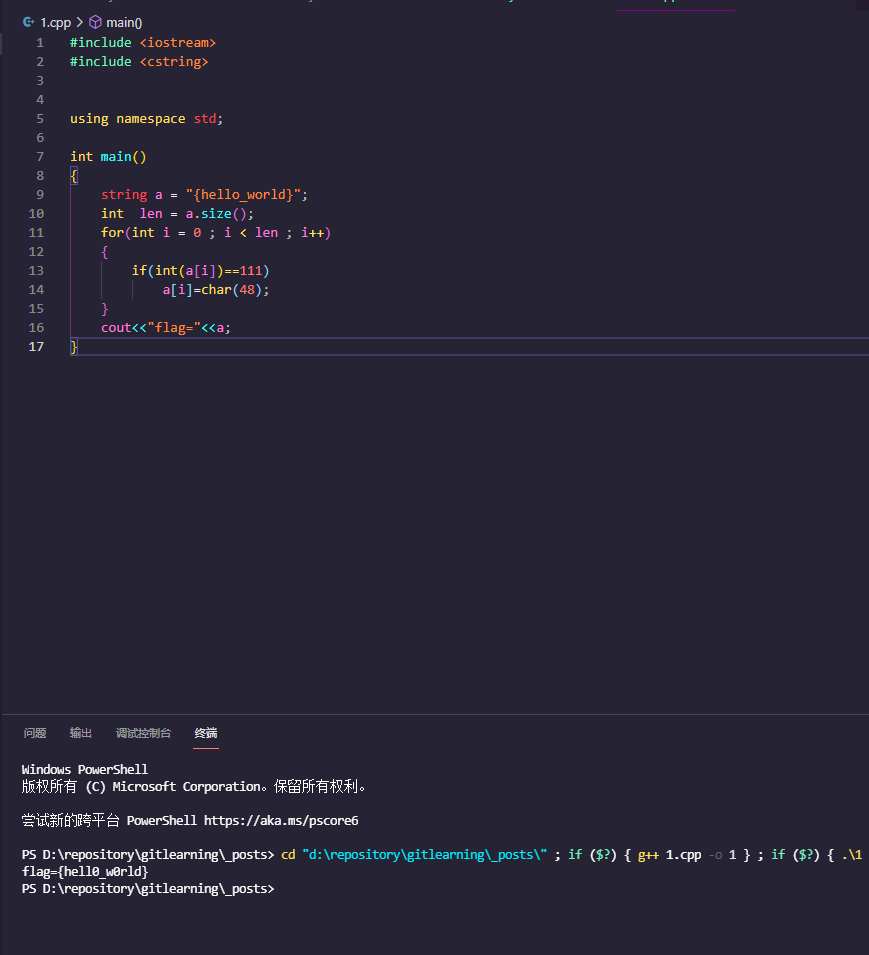 1.cpp > main()
1 #include <iostream>
2 #include <cstring>
3
4
5 using namespace std;
6
7 int main()
8 {
9     string a = "{hello_world}";
10     int  len = a.size();
11     for(int i = 0 ; i < len ; i++)
12     {
13         if(int(a[i])==111)
14             a[i]=char(48);
15     }
16     cout<<"flag="<<a;
17 }
问题 输出 调试控制台 终端
Windows PowerShell
版权所有 (C) Microsoft Corporation。保留所有权利。
尝试新的跨平台 PowerShell https://aka.ms/pscore6
PS D:\repository\gitlearning\_posts> cd "d:\repository\gitlearning\_posts\" ; if ($?) { g++ 1.cpp -o 1 } ; if ($?) { .\1
flag={hell0_w0rld}
PS D:\repository\gitlearning\_posts>